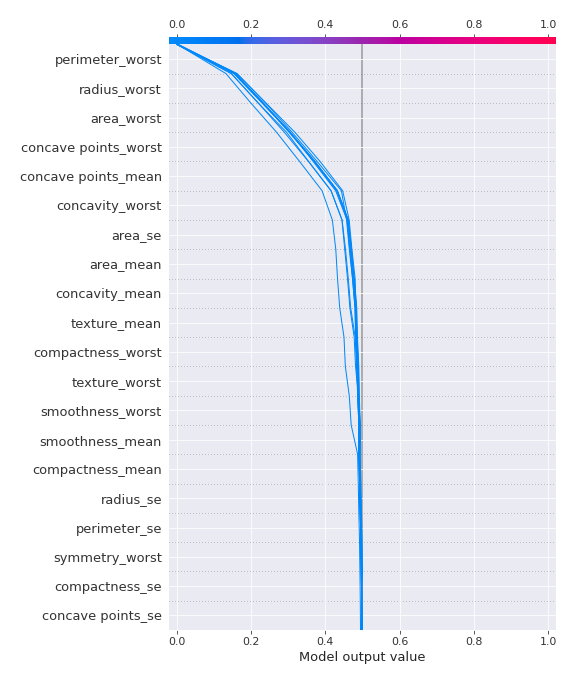 0.0 0.2 0.4 0.6 0.8 1.0
perimeter_worst
radius_worst
area_worst
concave points_worst
concave points_mean
concavity_worst
area_se
area_mean
concavity_mean
texture_mean
compactness_worst
texture_worst
smoothness_worst
smoothness_mean
compactness_mean
radius_se
perimeter_se
symmetry_worst
compactness_se
concave points_se
0.0 0.2 0.4 0.6 0.8 1.0
Model output value